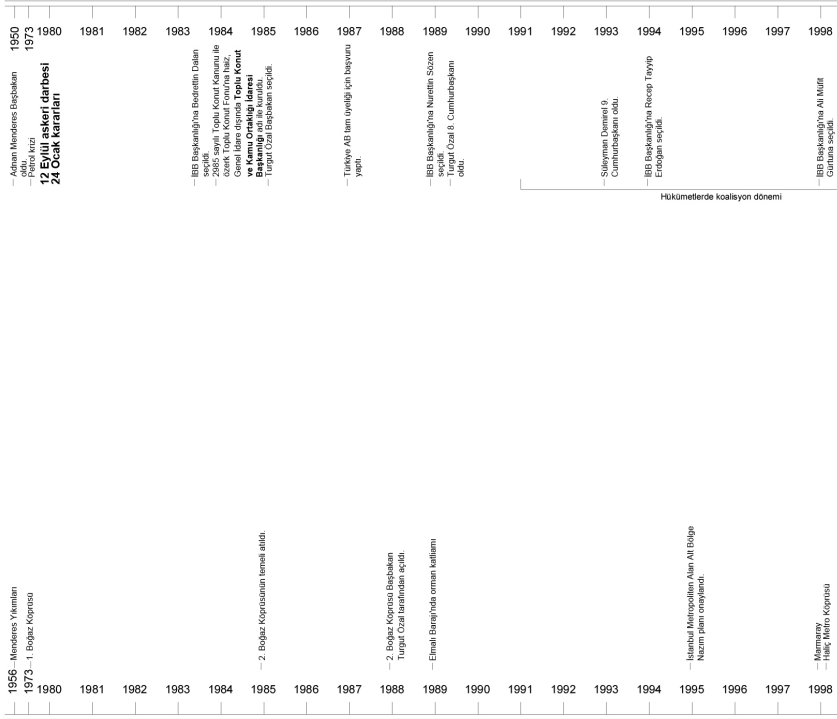 1950
1973
1980
1981
1982
1983
1984
1985
1986
1987
1988
1989
1990
1991
1992
1993
1994
1995
1996
1997
1998
Adnan Menderes Başbakan
oldu.
Petrol krizi
12 Eylül askeri darbesi
24 Ocak kararları
İBB Başkanlığı'na Bedrettin Dalan
seçildi.
2985 sayılı Toplu Konut Kanunu ile
özerk Toplu Konut Fonu'na haiz,
Genel İdare dışında Toplu Konut
ve Kamu Ortaklığı İdaresi
Başkanlığı adı ile kuruldu.
Turgut Özal Başbakan seçildi.
Türkiye AB tam üyeliği için başvuru
yaptı.
İBB Başkanlığı'na Nurettin Sözen
seçildi.
Turgut Özal 8. Cumhurbaşkanı
oldu.
Süleyman Demirel 9.
Cumhurbaşkanı oldu.
İBB Başkanlığı'na Recep Tayyip
Erdoğan seçildi.
İBB Başkanlığı'na Ali Müfit
Gürtuna seçildi.
Hükümetlerde koalisyon dönemi
Menderes Yıkımları
1. Boğaz Köprüsü
2. Boğaz Köprüsünün temeli atıldı.
2. Boğaz Köprüsü Başbakan
Turgut Özal tarafından açıldı.
Elmalı Barajı'nda orman katliamı
İstanbul Metropoliten Alan Alt Bölge
Nazım planı onaylandı.
Marmaray
Haliç Metro Köprüsü
1956
1973
1980
1981
1982
1983
1984
1985
1986
1987
1988
1989
1990
1991
1992
1993
1994
1995
1996
1997
1998